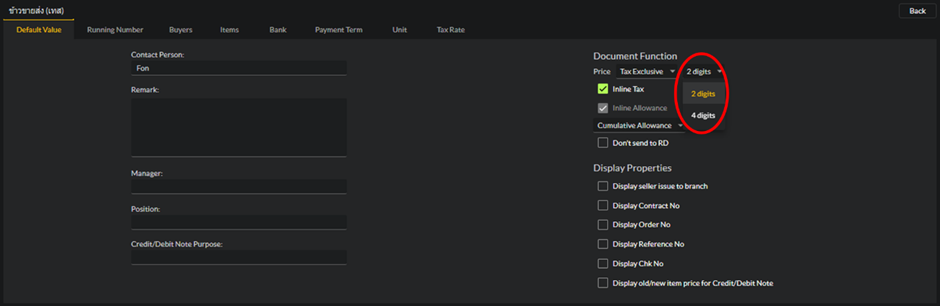 ข้าวขายส่ง (เทส)
Back
Default Value
Running Number
Buyers
Items
Bank
Payment Term
Unit
Tax Rate
Contact Person:
Fon
Remark:
Manager:
Position:
Credit/Debit Note Purpose:
Document Function
Price Tax Exclusive 2 digits
Inline Tax
2 digits
Inline Allowance
4 digits
Cumulative Allowance
Don't send to RD
Display Properties
Display seller issue to branch
Display Contract No
Display Order No
Display Reference No
Display Chk No
Display old/new item price for Credit/Debit Note